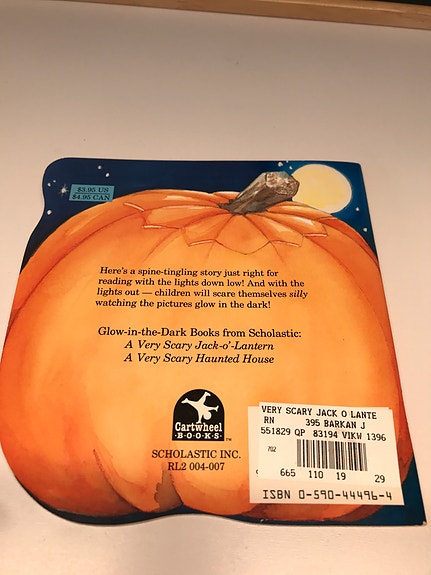 $3.95 US
$4.95 CAN
Here's a spine-tingling story just right for
reading with the lights down low! And with the
lights out — children will scare themselves silly
watching the pictures glow in the dark!
Glow-in-the-Dark Books from Scholastic:
A Very Scary Jack-o'-Lantern
A Very Scary Haunted House
Cartwheel
·BOOKS· ™
SCHOLASTIC INC.
RL2 004-007
VERY SCARY JACK O LANTE
RN 395 BARKAN J
551829 QP 83194 VIKW 1396
702
665 110 19 29
ISBN 0-590-44496-4